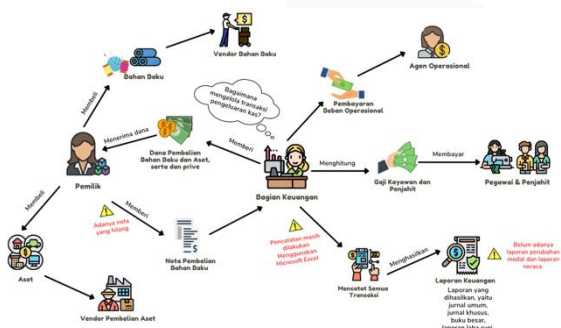 Vendor Bahan Baku
Bahan Baku
Membeli
Bagaimana
mengelola transaksi
pengeluaran kas?
Agen Operasional
Pembayaran
Beban Operasional
Menerima dana
Memberi
Dana Pembelian
Bahan Baku dan Aset,
serta dan prive
Pemilik
Bagian Keuangan
Menghitung
Gaji Kayawen dan
Penjahit
Membayar
Pegawai & Penjahit
Membeli
Adanya nota
yang hilang
Memberi
Nota Pembelian
Bahan Baku
Pencatatan masih
dilakukan
Menggunakan
Microsoft Excel
Mencatat Semua
Transaksi
Menghasilkan
Laporan Keuangan
Laporan yang
dihasilkan, yaitu
jurnal umum,
jurnal khusus,
buku besar,
laporan laba rugi
Belum adanya
laporan perubahan
modal dan laporan
neraca
Aset
Vendor Pembelian Aset